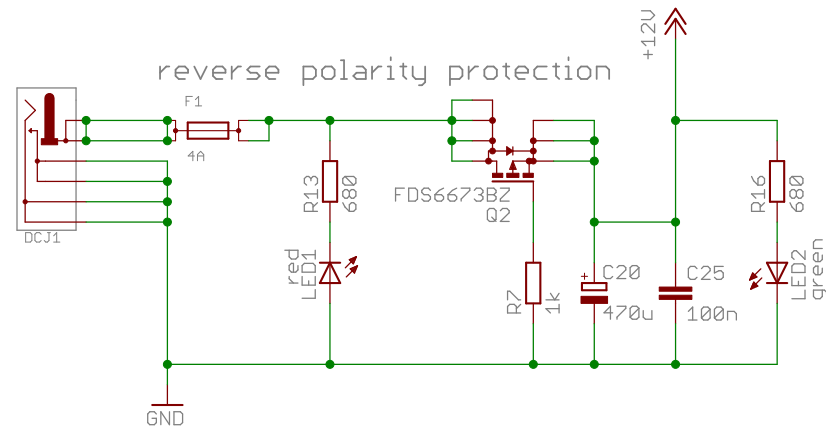 +12V
reverse polarity protection
F1
4A
DCJ1
R13
680
FDS6673BZ
Q2
R16
680
red
LED1
R7
1k
C20
470u
C25
100n
LED2
green
GND